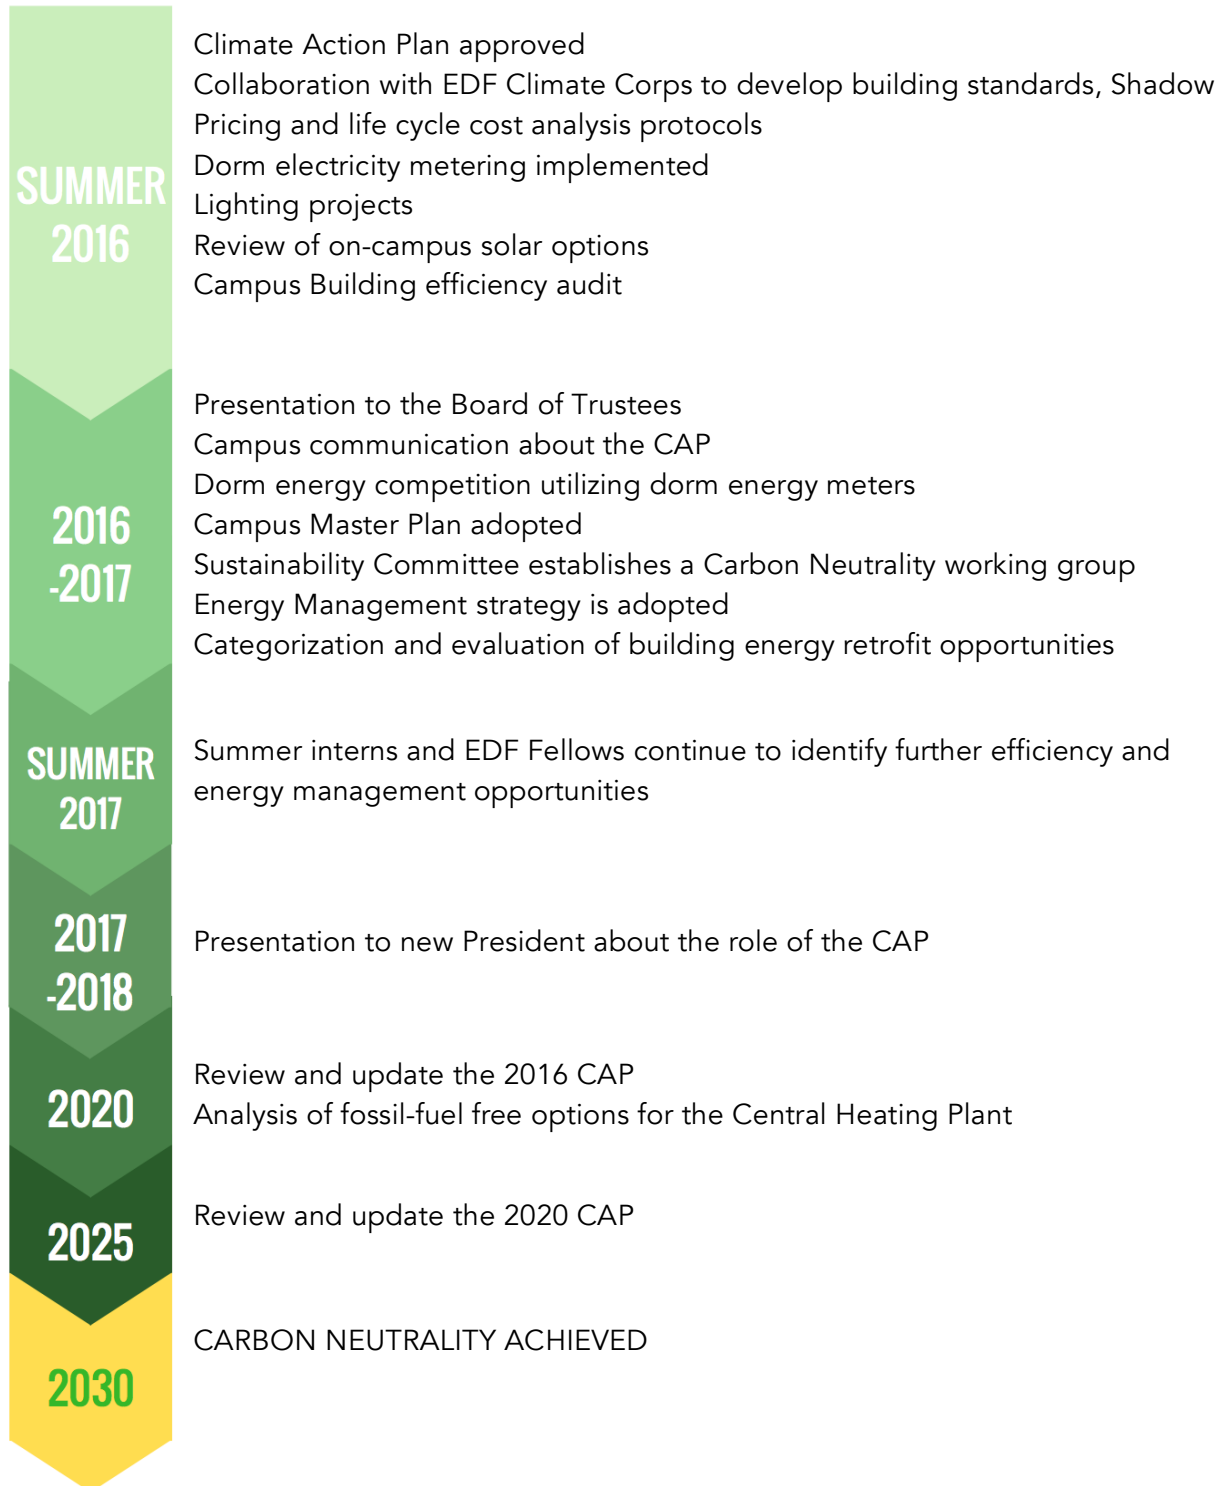 SUMMER
2016
Climate Action Plan approved
Collaboration with EDF Climate Corps to develop building standards, Shadow
Pricing and life cycle cost analysis protocols
Dorm electricity metering implemented
Lighting projects
Review of on-campus solar options
Campus Building efficiency audit
2016
-2017
Presentation to the Board of Trustees
Campus communication about the CAP
Dorm energy competition utilizing dorm energy meters
Campus Master Plan adopted
Sustainability Committee establishes a Carbon Neutrality working group
Energy Management strategy is adopted
Categorization and evaluation of building energy retrofit opportunities
SUMMER
2017
Summer interns and EDF Fellows continue to identify further efficiency and
energy management opportunities
2017
-2018
Presentation to new President about the role of the CAP
2020
Review and update the 2016 CAP
Analysis of fossil-fuel free options for the Central Heating Plant
2025
Review and update the 2020 CAP
2030
CARBON NEUTRALITY ACHIEVED